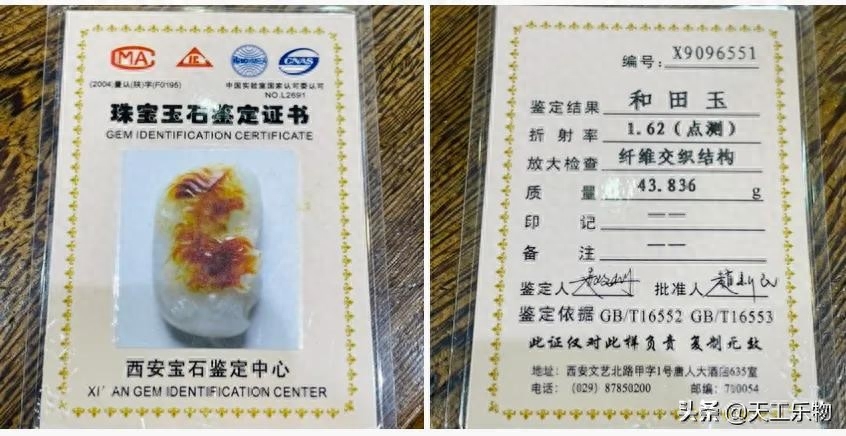 CMA
CNAS
(2004)量认(陕)字(F0195)
中国实验室国家认可委认可
NO.L2691
珠宝玉石鉴定证书
GEM IDENTIFICATION CERTIFICATE
西安宝石鉴定中心
XI' AN GEM IDENTIFICATION CENTER
编号: X9096551
鉴定结果 和田玉
折射率 1.62(点测)
放大检查 纤维交织结构
质量 43.836 g
印记 ——
备注 ——
鉴定人 批准人
鉴定依据 GB/T16552 GB/T16553
此证仅对此样负责 复制无效
地址: 西安文艺北路甲字1号唐人大酒店635室
电话: (029) 87850200 邮编: 710054
头条 @天工乐物